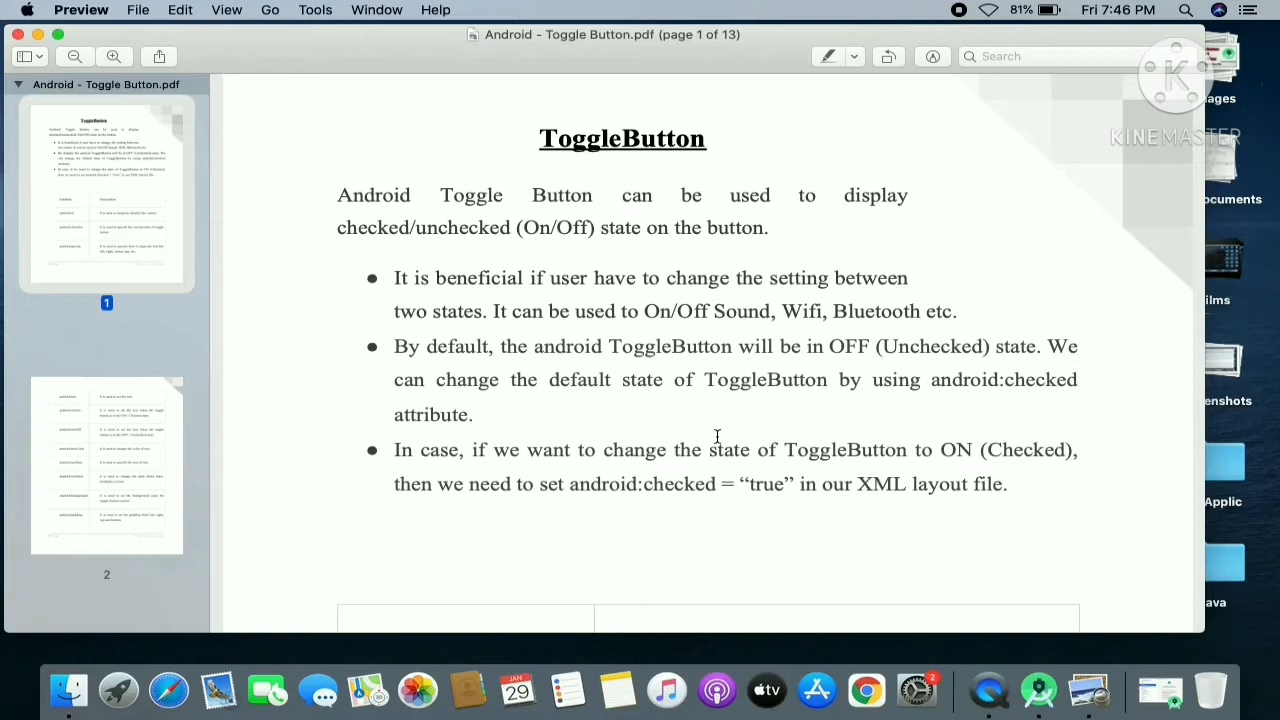 Preview File Edit View Go Tools Window Help 81% Fri 7:46 PM
Android - Toggle Button.pdf (page 1 of 13)
Search
Android - Toggle Button.pdf
K
KINEMASTER
ages
ocuments
ilms
enshots
Applic
ava
ToggleButton
Android Toggle Button can be used to display
checked/unchecked (On/Off) state on the button.
● It is beneficial if user have to change the setting between
two states. It can be used to On/Off Sound, Wifi, Bluetooth etc.
● By default, the android ToggleButton will be in OFF (Unchecked) state. We
can change the default state of ToggleButton by using android:checked
attribute.
● In case, if we want to change the state of ToggleButton to ON (Checked),
then we need to set android:checked = “true” in our XML layout file.
ToggleButton
1
2
JAN
29
tv
2